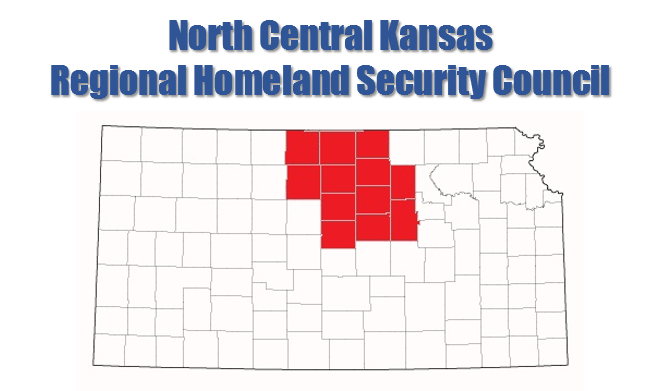 North Central Kansas
Regional Homeland Security Council